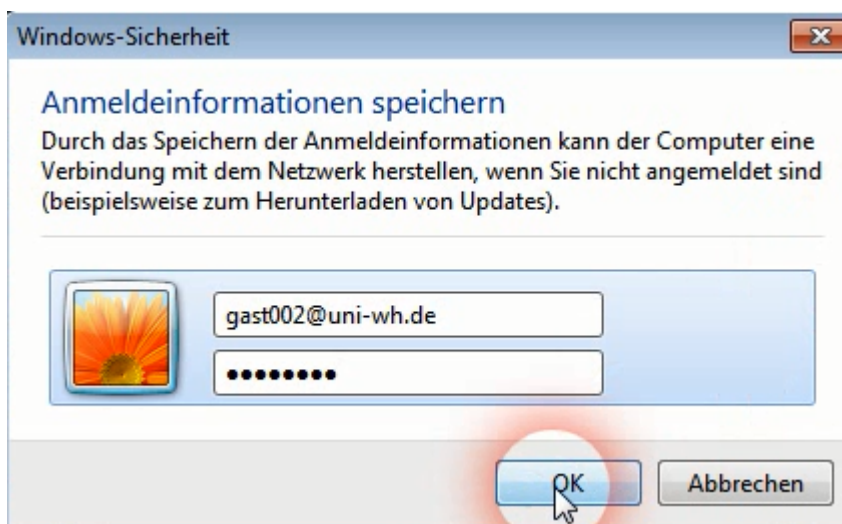 Windows-Sicherheit
Anmeldeinformationen speichern
Durch das Speichern der Anmeldeinformationen kann der Computer eine
Verbindung mit dem Netzwerk herstellen, wenn Sie nicht angemeldet sind
(beispielsweise zum Herunterladen von Updates).
gast002@uni-wh.de
●●●●●●●●
OK
Abbrechen